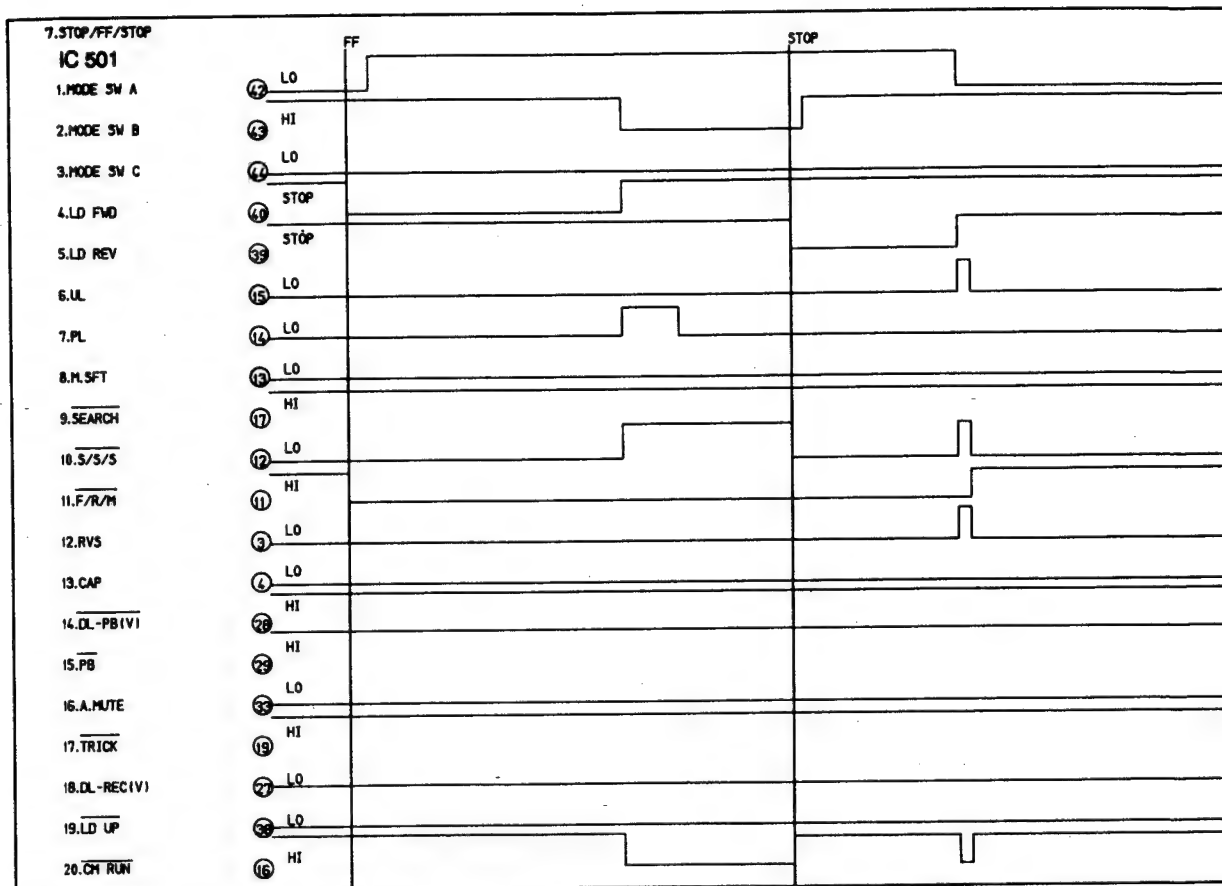 7.STOP/FF/STOP
FF
STOP
IC 501
1.MODE SW A 42 LO
2.MODE SW B 43 HI
3.MODE SW C 44 LO
4.LD FWD 40 STOP
5.LD REV 39 STOP
6.UL 15 LO
7.PL 14 LO
8.M.SFT 13 LO
9.SEARCH 17 HI
10.S/S/S 12 LO
11.F/R/M 11 HI
12.RVS 3 LO
13.CAP 4 LO
14.DL-PB(V) 28 HI
15.PB 29 HI
16.A.MUTE 33 LO
17.TRICK 19 HI
18.DL-REC(V) 27 LO
19.LD UP 38 LO
20.CM RUN 16 HI